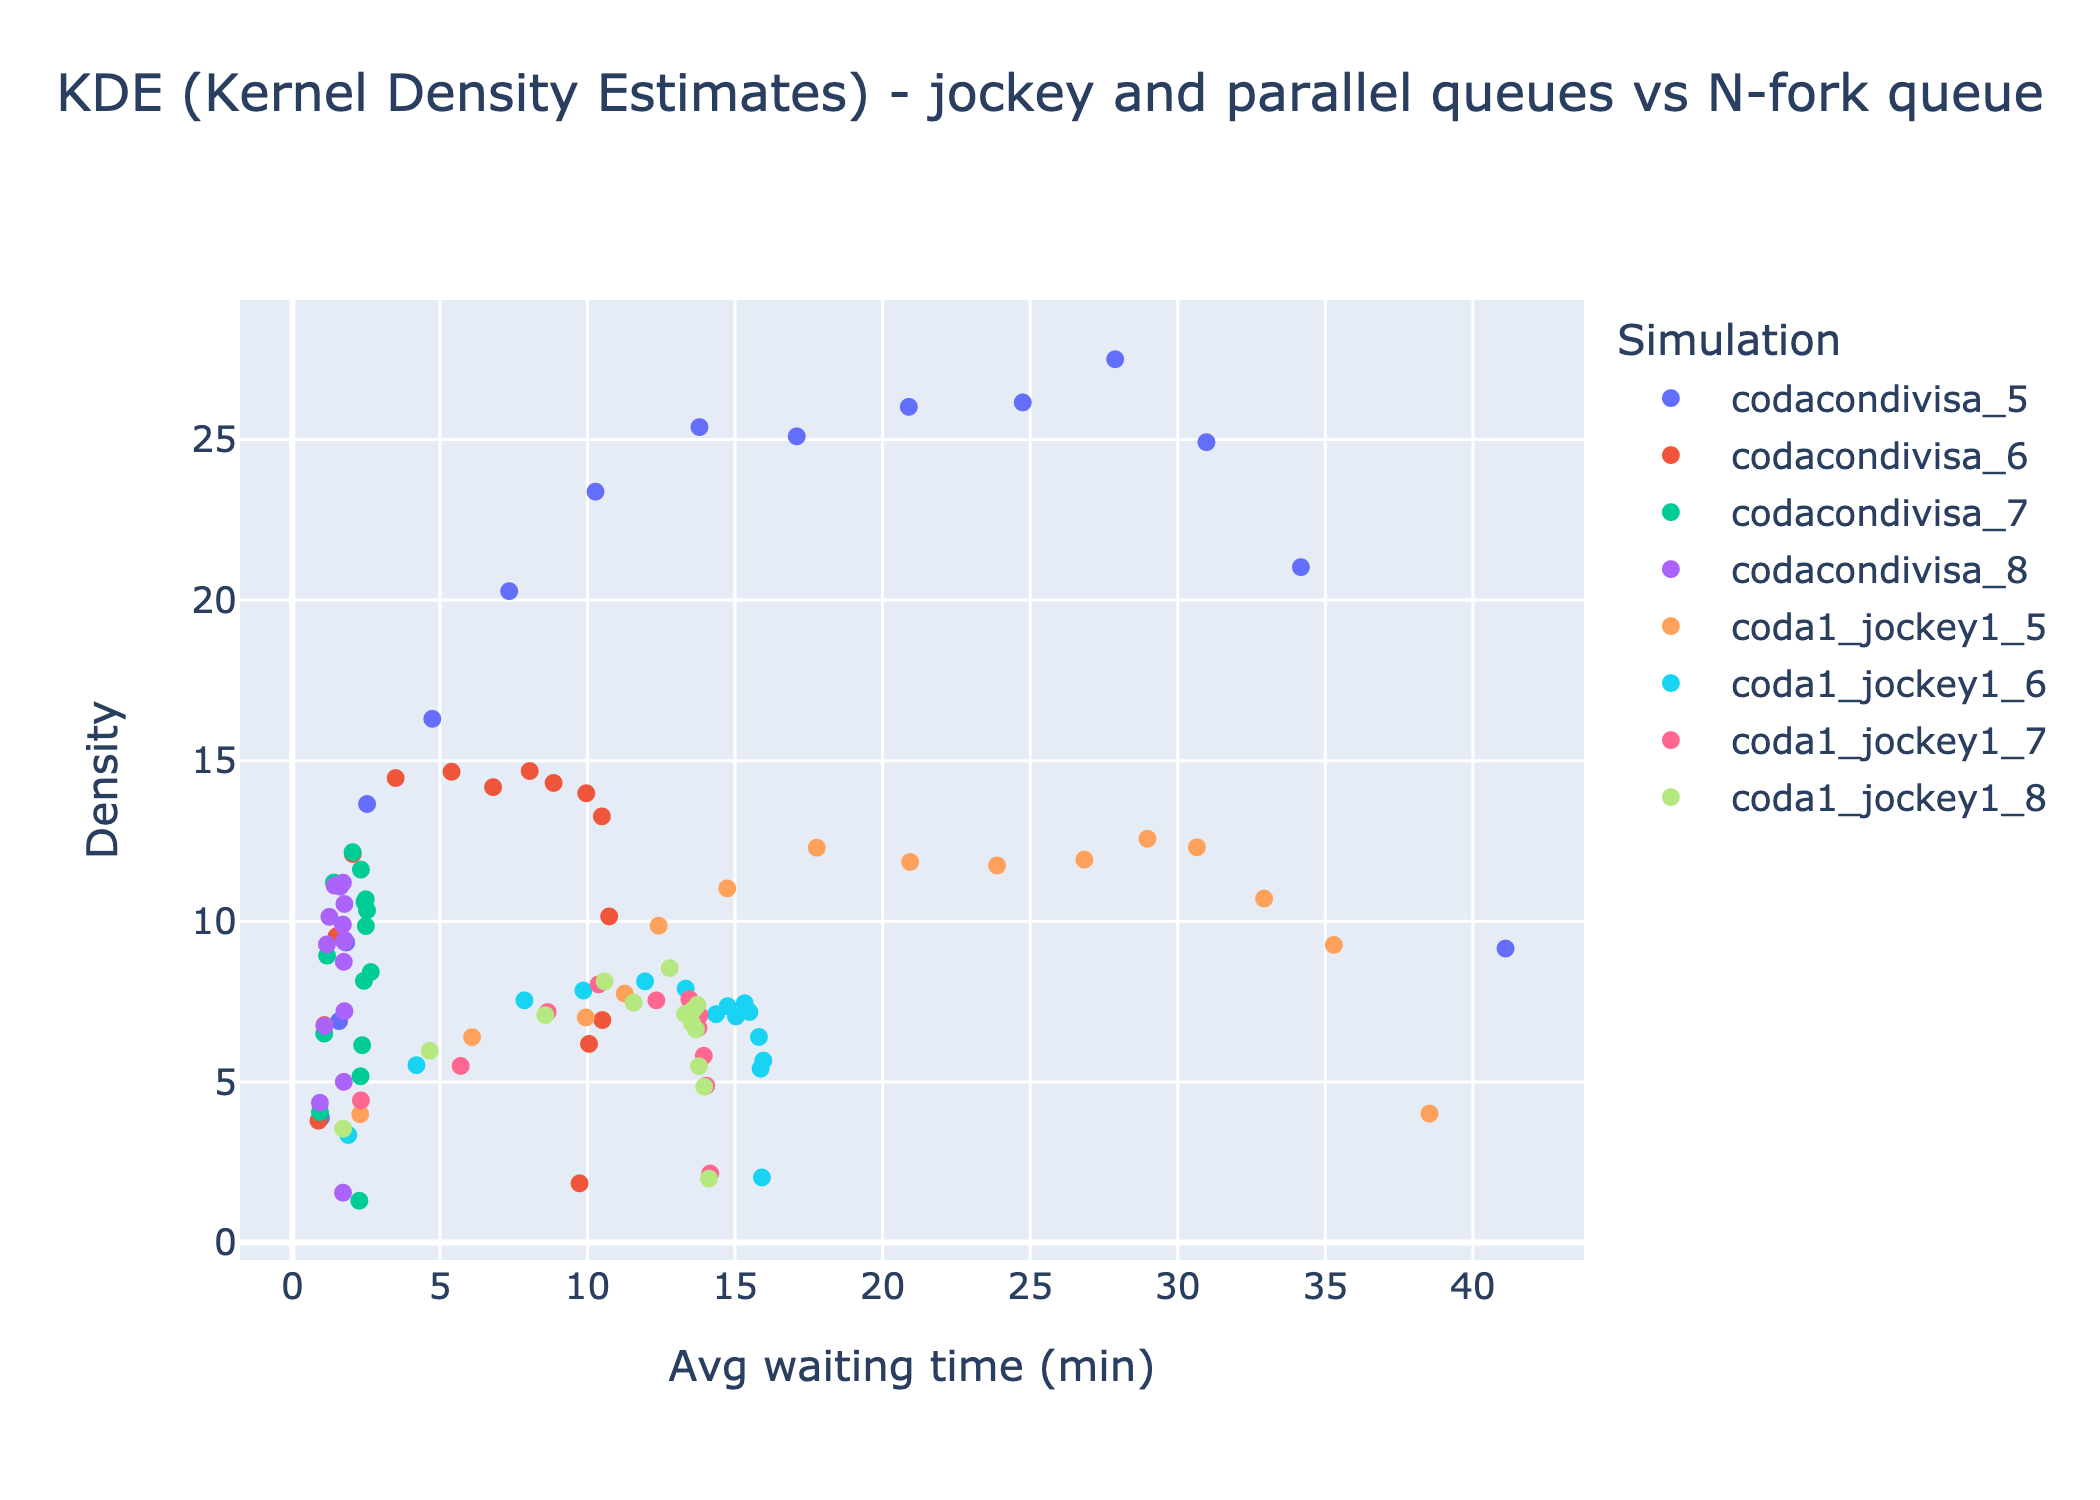 KDE (Kernel Density Estimates) - jockey and parallel queues vs N-fork queue
Density
25
20
15
10
5
0
0 5 10 15 20 25 30 35 40
Avg waiting time (min)
Simulation
codacondivisa_5
codacondivisa_6
codacondivisa_7
codacondivisa_8
coda1_jockey1_5
coda1_jockey1_6
coda1_jockey1_7
coda1_jockey1_8